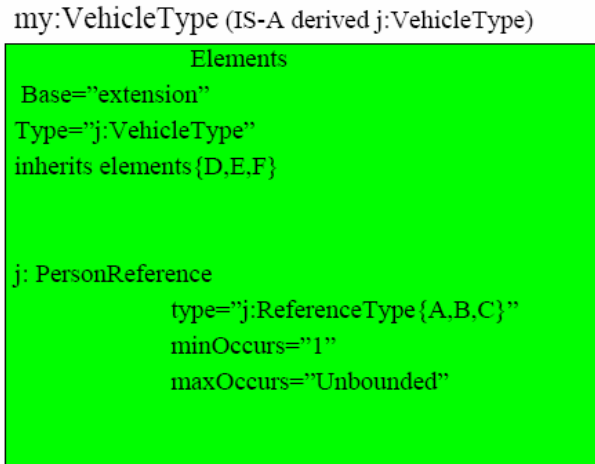 my:VehicleType (IS-A derived j:VehicleType)
Elements
Base=”extension”
Type=”j:VehicleType”
inherits elements{D,E,F}
j: PersonReference
type=”j:ReferenceType{A,B,C}”
minOccurs=”1”
maxOccurs=”Unbounded”